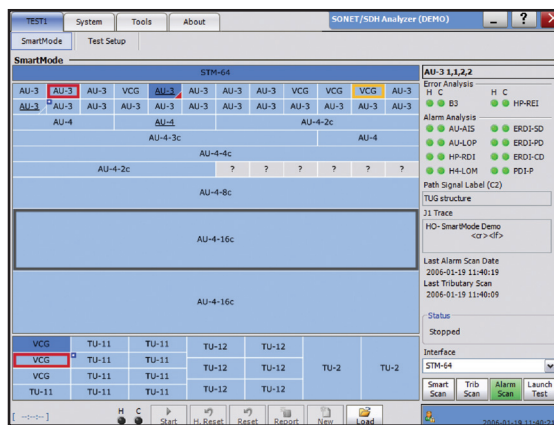 TEST1 System Tools About SONET/SDH Analyzer (DEMO) ?
SmartMode Test Setup
SmartMode
STM-64
AU-3 AU-3 AU-3 VCG AU-3 AU-3 AU-3 AU-3 VCG VCG VCG AU-3
AU-3 AU-3 AU-3 AU-3 AU-3 AU-3 AU-3 AU-3 AU-3 AU-3 AU-3 AU-3
AU-4 AU-4 AU-4-2c
AU-4-3c AU-4
AU-4-4c
AU-4-2c ? ? ? ? ? ?
AU-4-8c
AU-4-16c
AU-4-16c
VCG TU-11 TU-11 TU-12 TU-12
VCG TU-11 TU-11 TU-12 TU-12 TU-2 TU-2
VCG TU-11 TU-11
TU-11 TU-11 TU-11 TU-12 TU-12
AU-3 1,1,2,2
Error Analysis
H C H C
B3 HP-REI
Alarm Analysis
AU-AIS ERDI-SD
AU-LOP ERDI-PD
HP-RDI ERDI-CD
H4-LOM PDI-P
Path Signal Label (C2)
TUG structure
J1 Trace
HO- SmartMode Demo
<cr><lf>
Last Alarm Scan Date
2006-01-19 11:40:19
Last Tributary Scan
2006-01-19 11:40:09
Status
Stopped
Interface
STM-64
Smart Scan Trib Scan Alarm Scan Launch Test
[ --:--:-- ] H C Start H. Reset Reset Report New Load